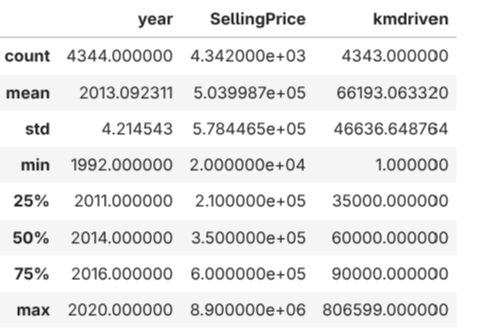 year SellingPrice kmdriven
count 4344.000000 4.342000e+03 4343.000000
mean 2013.092311 5.039987e+05 66193.063320
std 4.214543 5.784465e+05 46636.648764
min 1992.000000 2.000000e+04 1.000000
25% 2011.000000 2.100000e+05 35000.000000
50% 2014.000000 3.500000e+05 60000.000000
75% 2016.000000 6.000000e+05 90000.000000
max 2020.000000 8.900000e+06 806599.000000